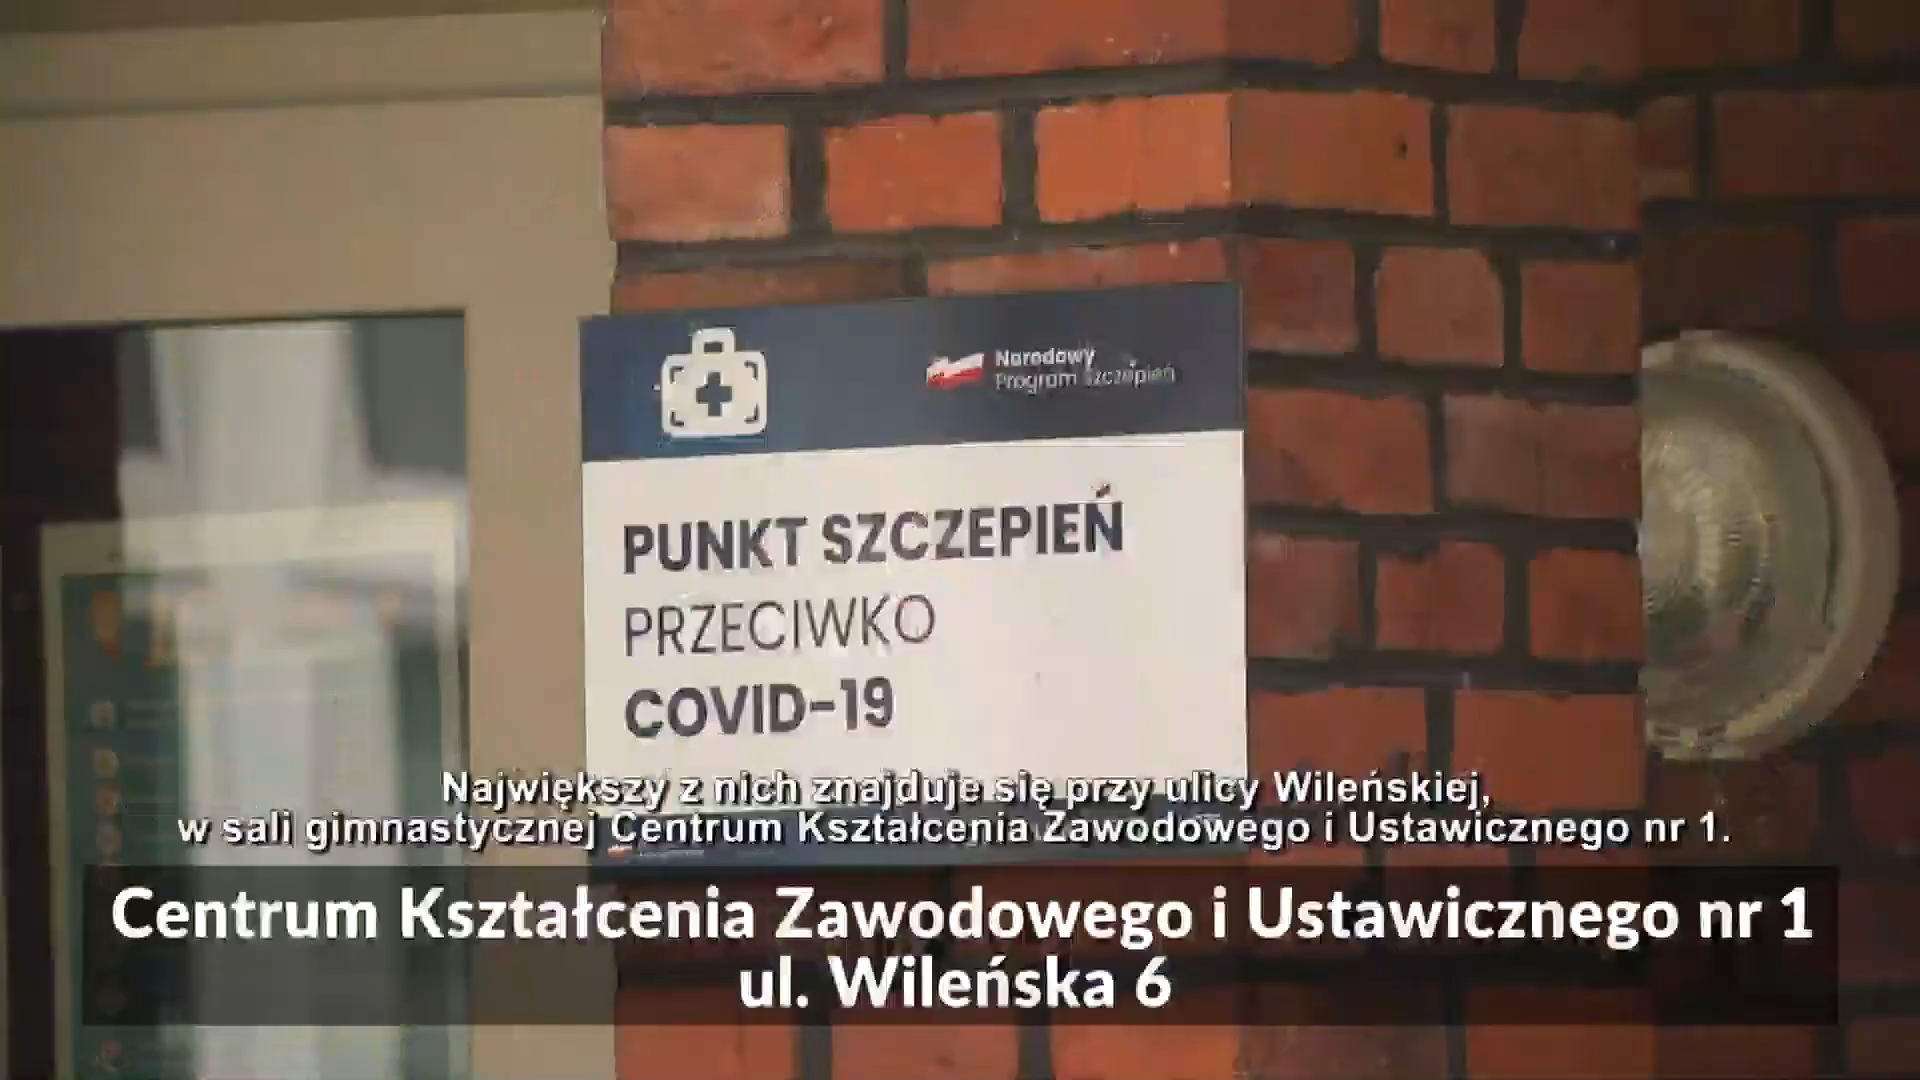 Narodowy
Program Szczepień
PUNKT SZCZEPIEŃ
PRZECIWKO
COVID-19
Największy z nich znajduje się przy ulicy Wileńskiej,
w sali gimnastycznej Centrum Kształcenia Zawodowego i Ustawicznego nr 1.
Centrum Kształcenia Zawodowego i Ustawicznego nr 1
ul. Wileńska 6